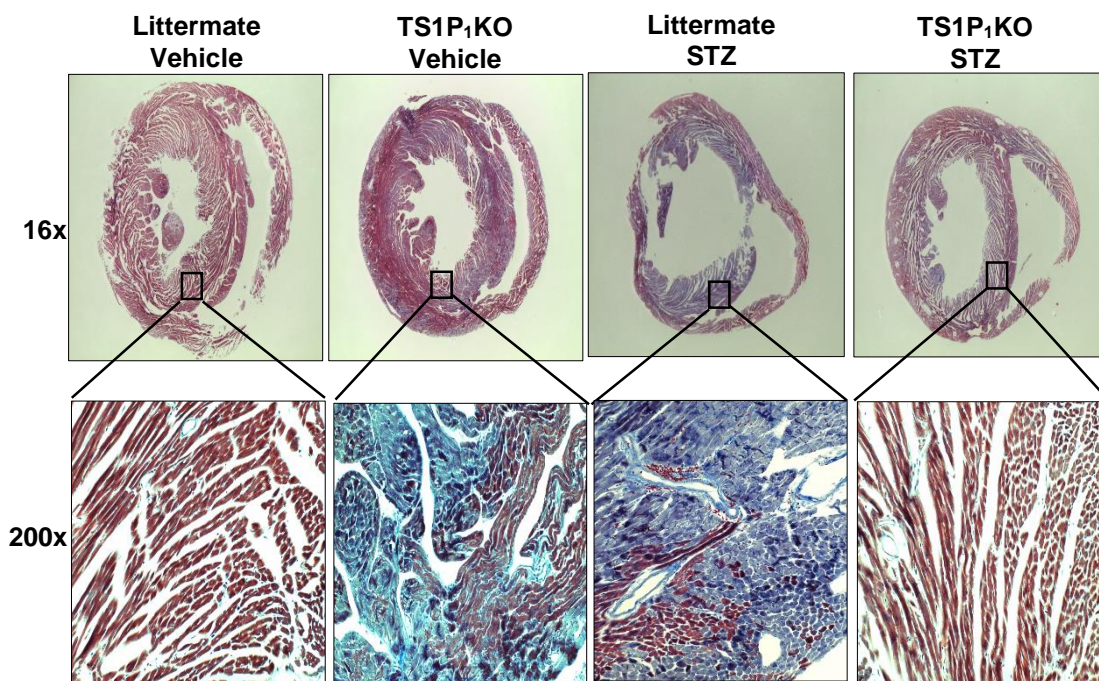 Littermate
Vehicle
TS1P₁KO
Vehicle
Littermate
STZ
TS1P₁KO
STZ
16x
200x